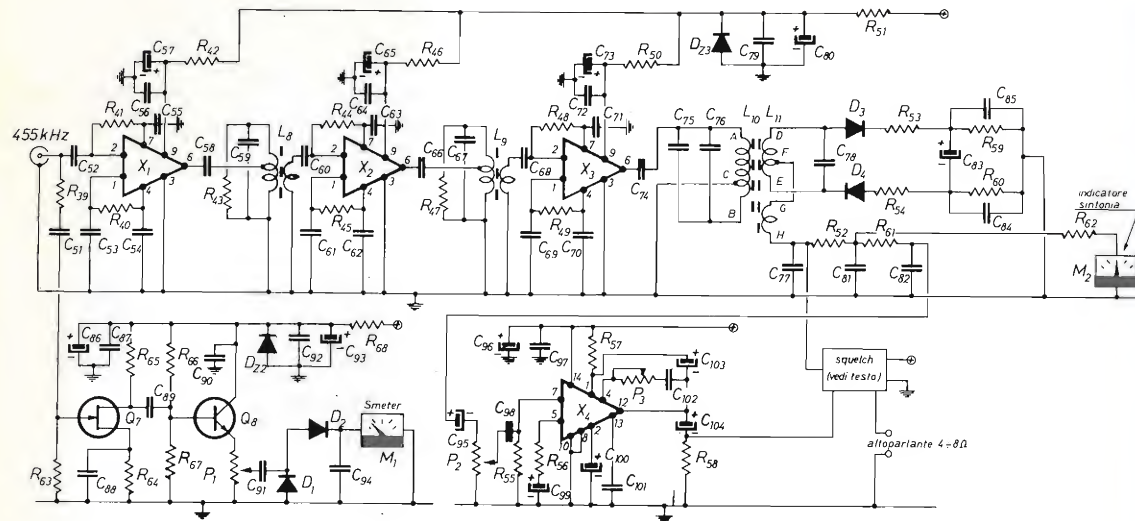 C57
R42
C65
R46
C73
R50
DZ3
C79
C80
R51
C56
C55
C64
C63
C72
C71
455kHz
R41
C52
2
1
7
9
6
4
3
X1
C58
C59
L8
R43
R39
R40
C51
C53
C54
R44
C60
2
1
7
9
6
4
3
X2
C66
C67
L9
R47
R45
C61
C62
R48
C68
2
1
7
9
6
4
3
X3
C74
R49
C69
C70
C75
C76
L10
L11
A
C
B
D
F
E
G
H
C78
D3
D4
R53
R54
C85
R59
C83
R60
C84
indicatore
sintonia
R62
M2
R52
R61
C77
C81
C82
C86
C87
R65
R66
C90
DZ2
C92
C93
R68
C89
Q7
Q8
R63
C88
R64
R67
P1
C91
D1
D2
Smeter
M1
C94
C96
C97
R57
C103
P3
C102
14
1
4
7
5
10
8
2
13
12
X4
C95
P2
C98
R55
R56
C99
C100
C101
C104
R58
squelch
(vedi testo)
altoparlante 4÷8Ω